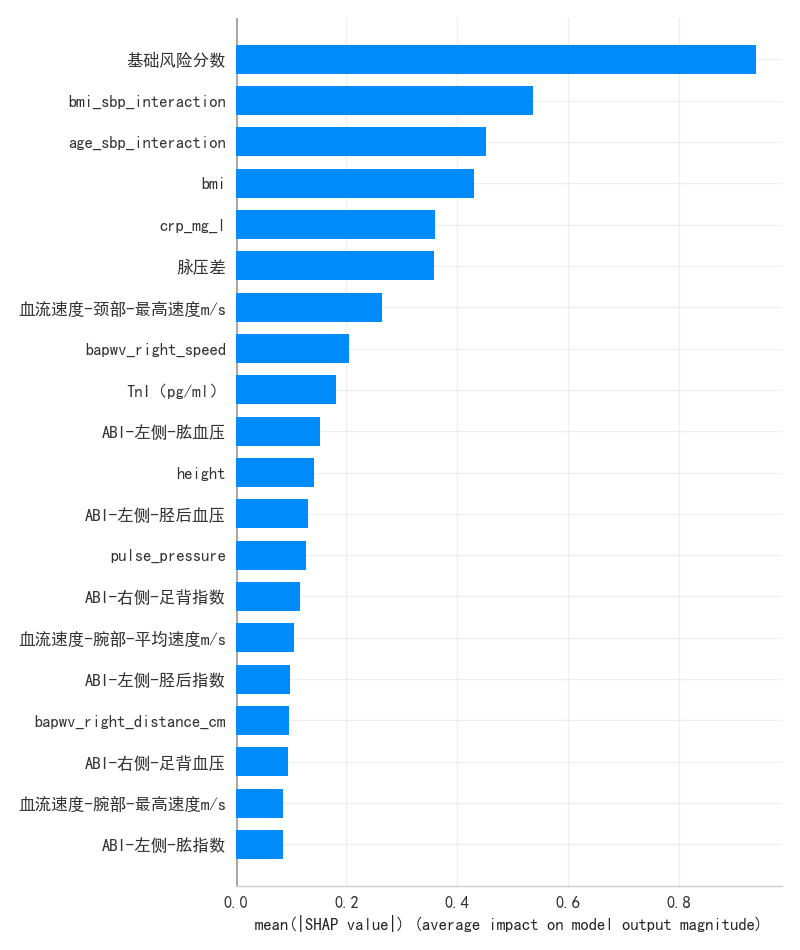 基础风险分数
bmi_sbp_interaction
age_sbp_interaction
bmi
crp_mg_l
脉压差
血流速度-颈部-最高速度m/s
bapwv_right_speed
TnI（pg/ml）
ABI-左侧-肱血压
height
ABI-左侧-胫后血压
pulse_pressure
ABI-右侧-足背指数
血流速度-腕部-平均速度m/s
ABI-左侧-胫后指数
bapwv_right_distance_cm
ABI-右侧-足背血压
血流速度-腕部-最高速度m/s
ABI-左侧-肱指数
0.0 0.2 0.4 0.6 0.8
mean(|SHAP value|) (average impact on model output magnitude)